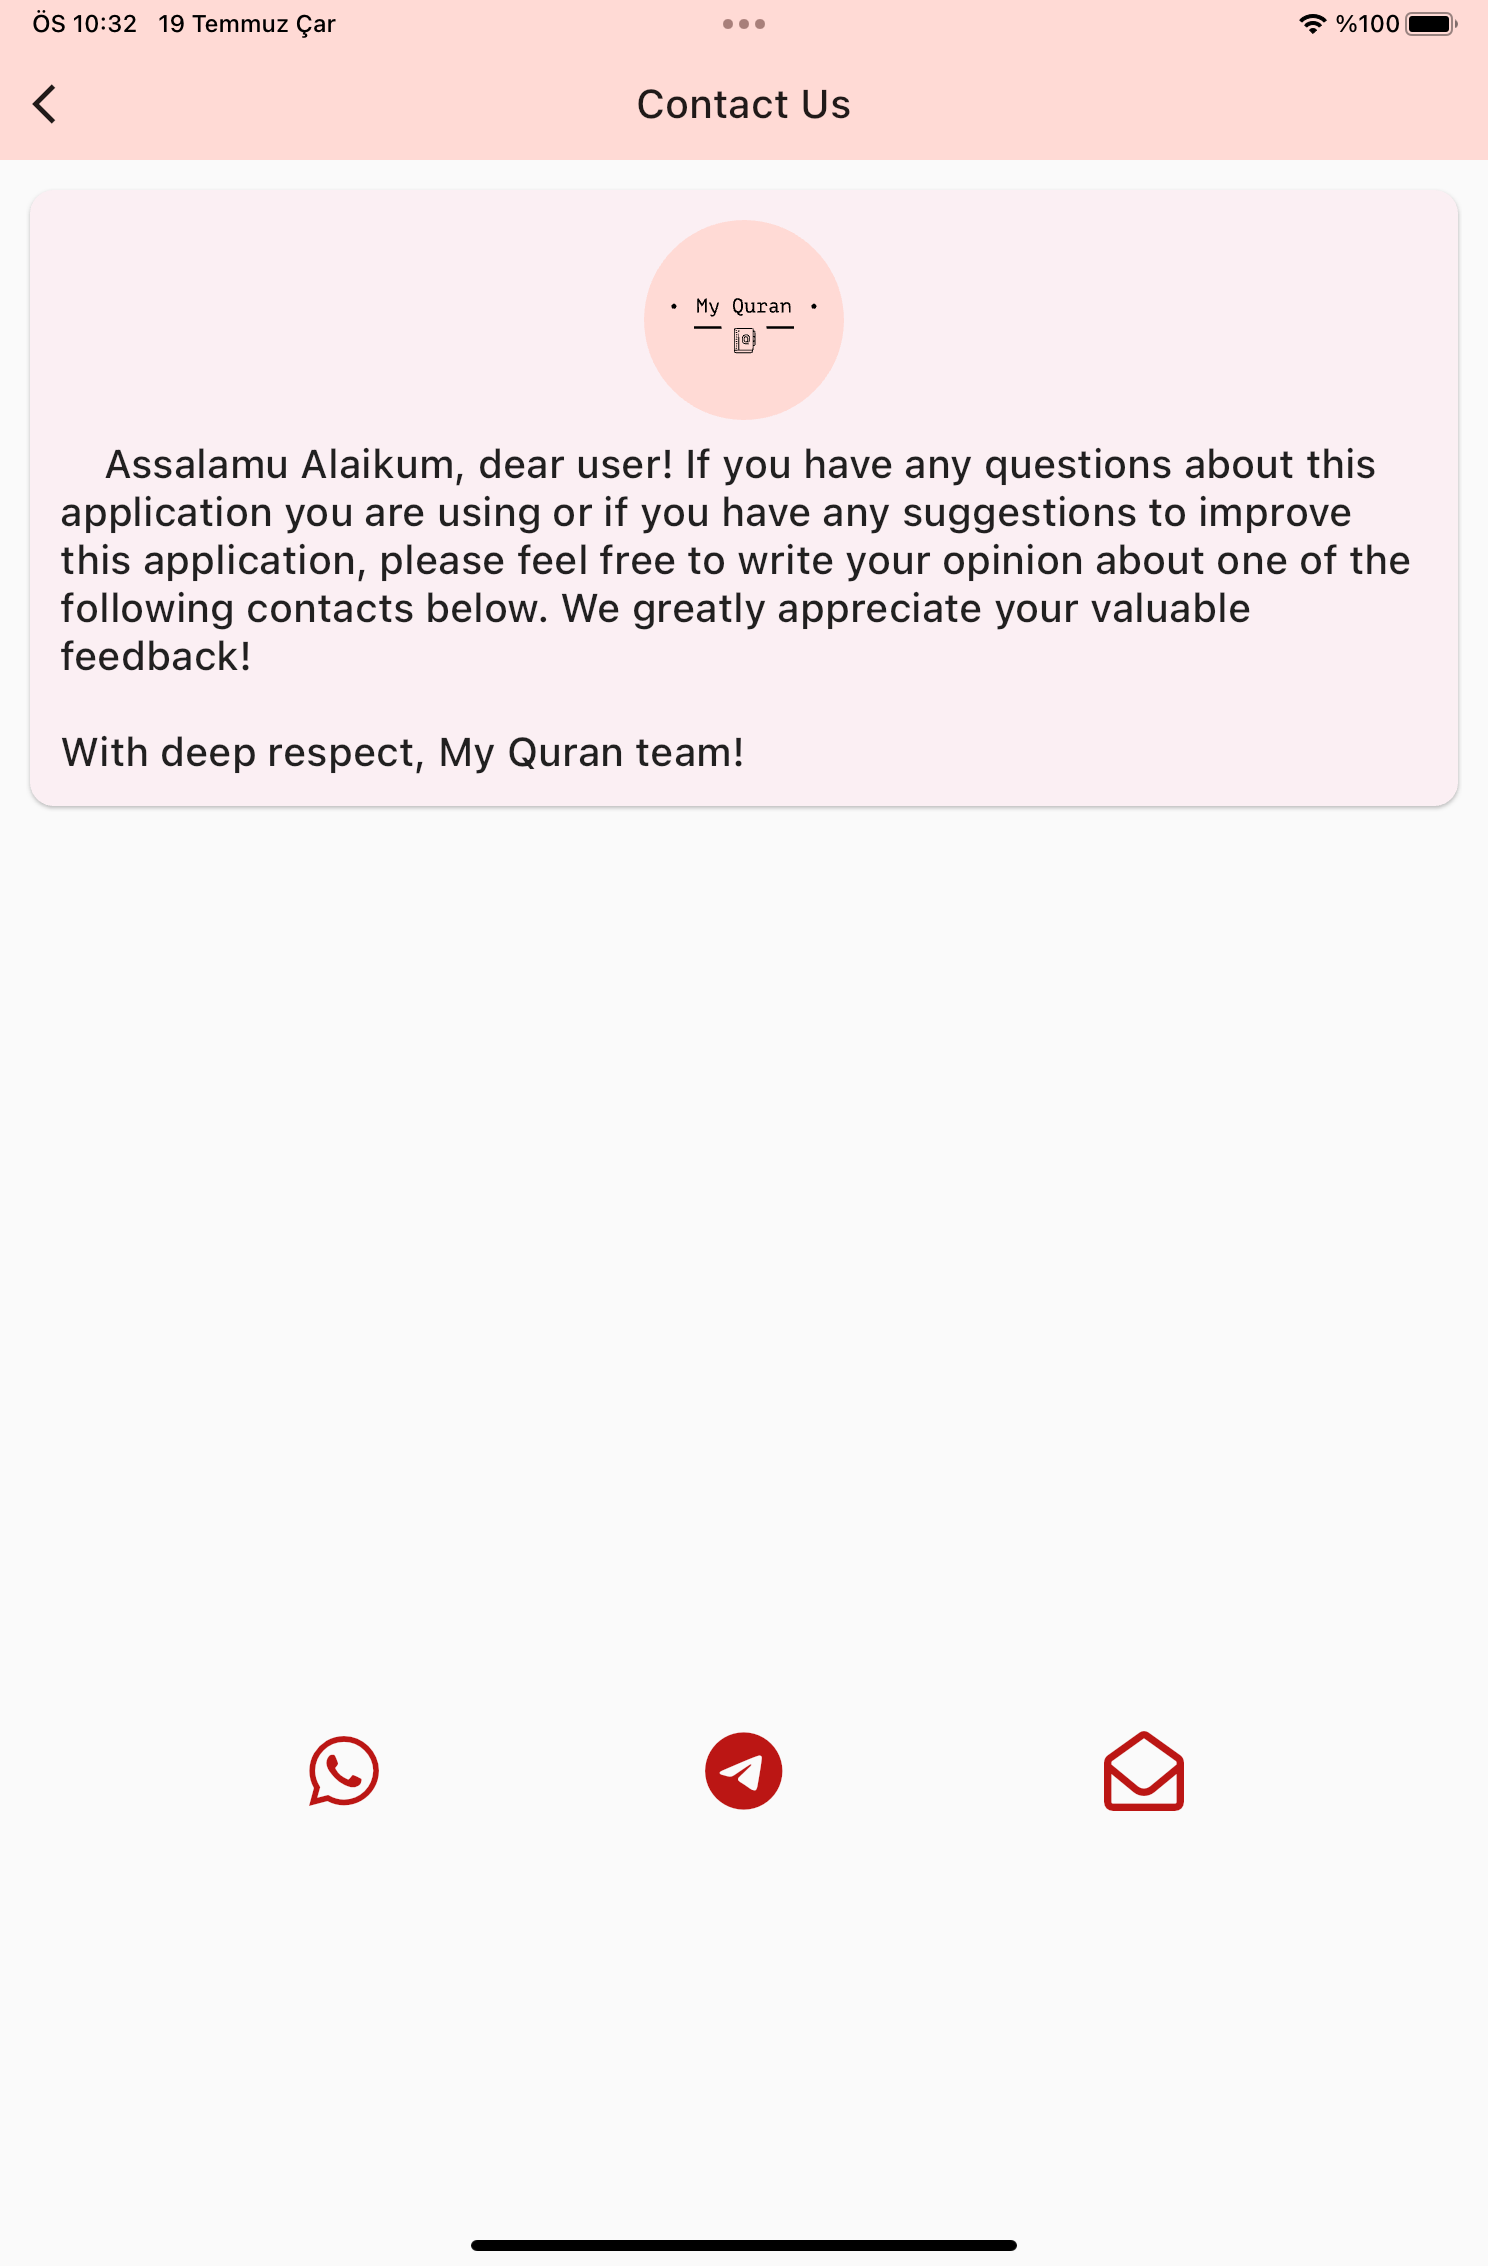 ÖS 10:32 19 Temmuz Çar
%100
Contact Us
• My Quran •
Assalamu Alaikum, dear user! If you have any questions about this
application you are using or if you have any suggestions to improve
this application, please feel free to write your opinion about one of the
following contacts below. We greatly appreciate your valuable
feedback!
With deep respect, My Quran team!